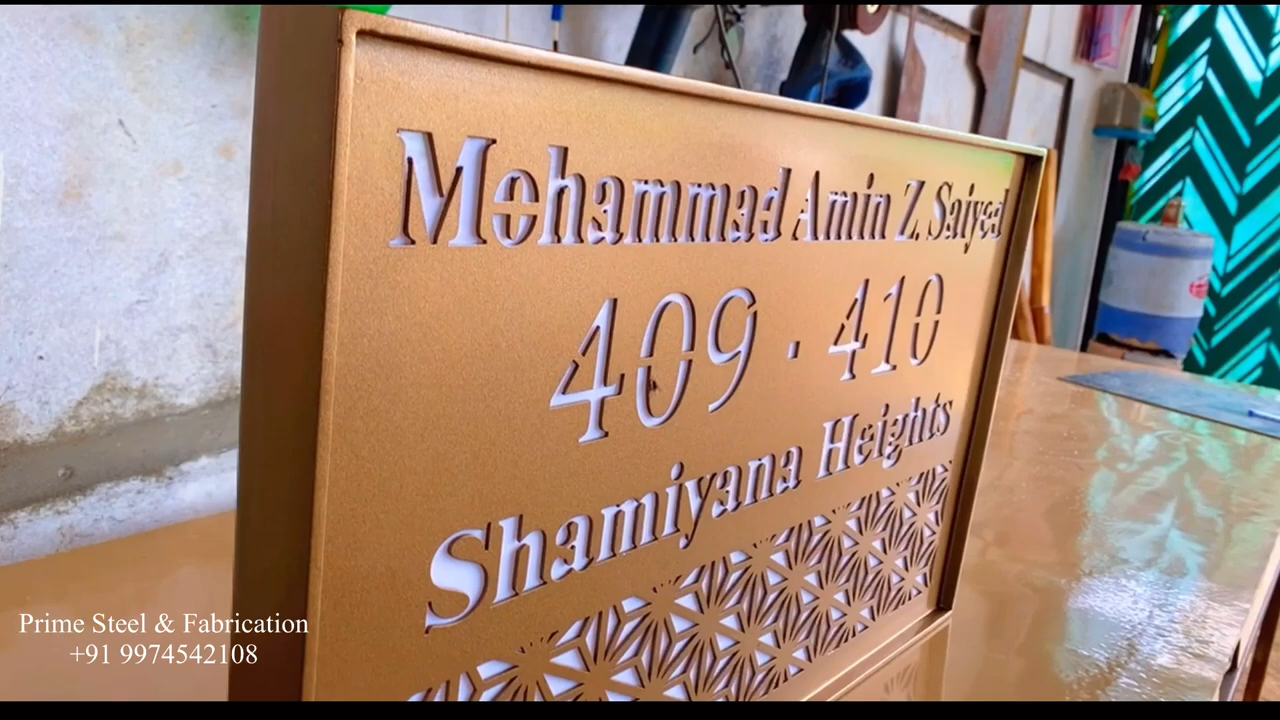 Mohammad Amin Z Saiyed
409 - 410
Shamiyana Heights
Prime Steel & Fabrication
+91 9974542108